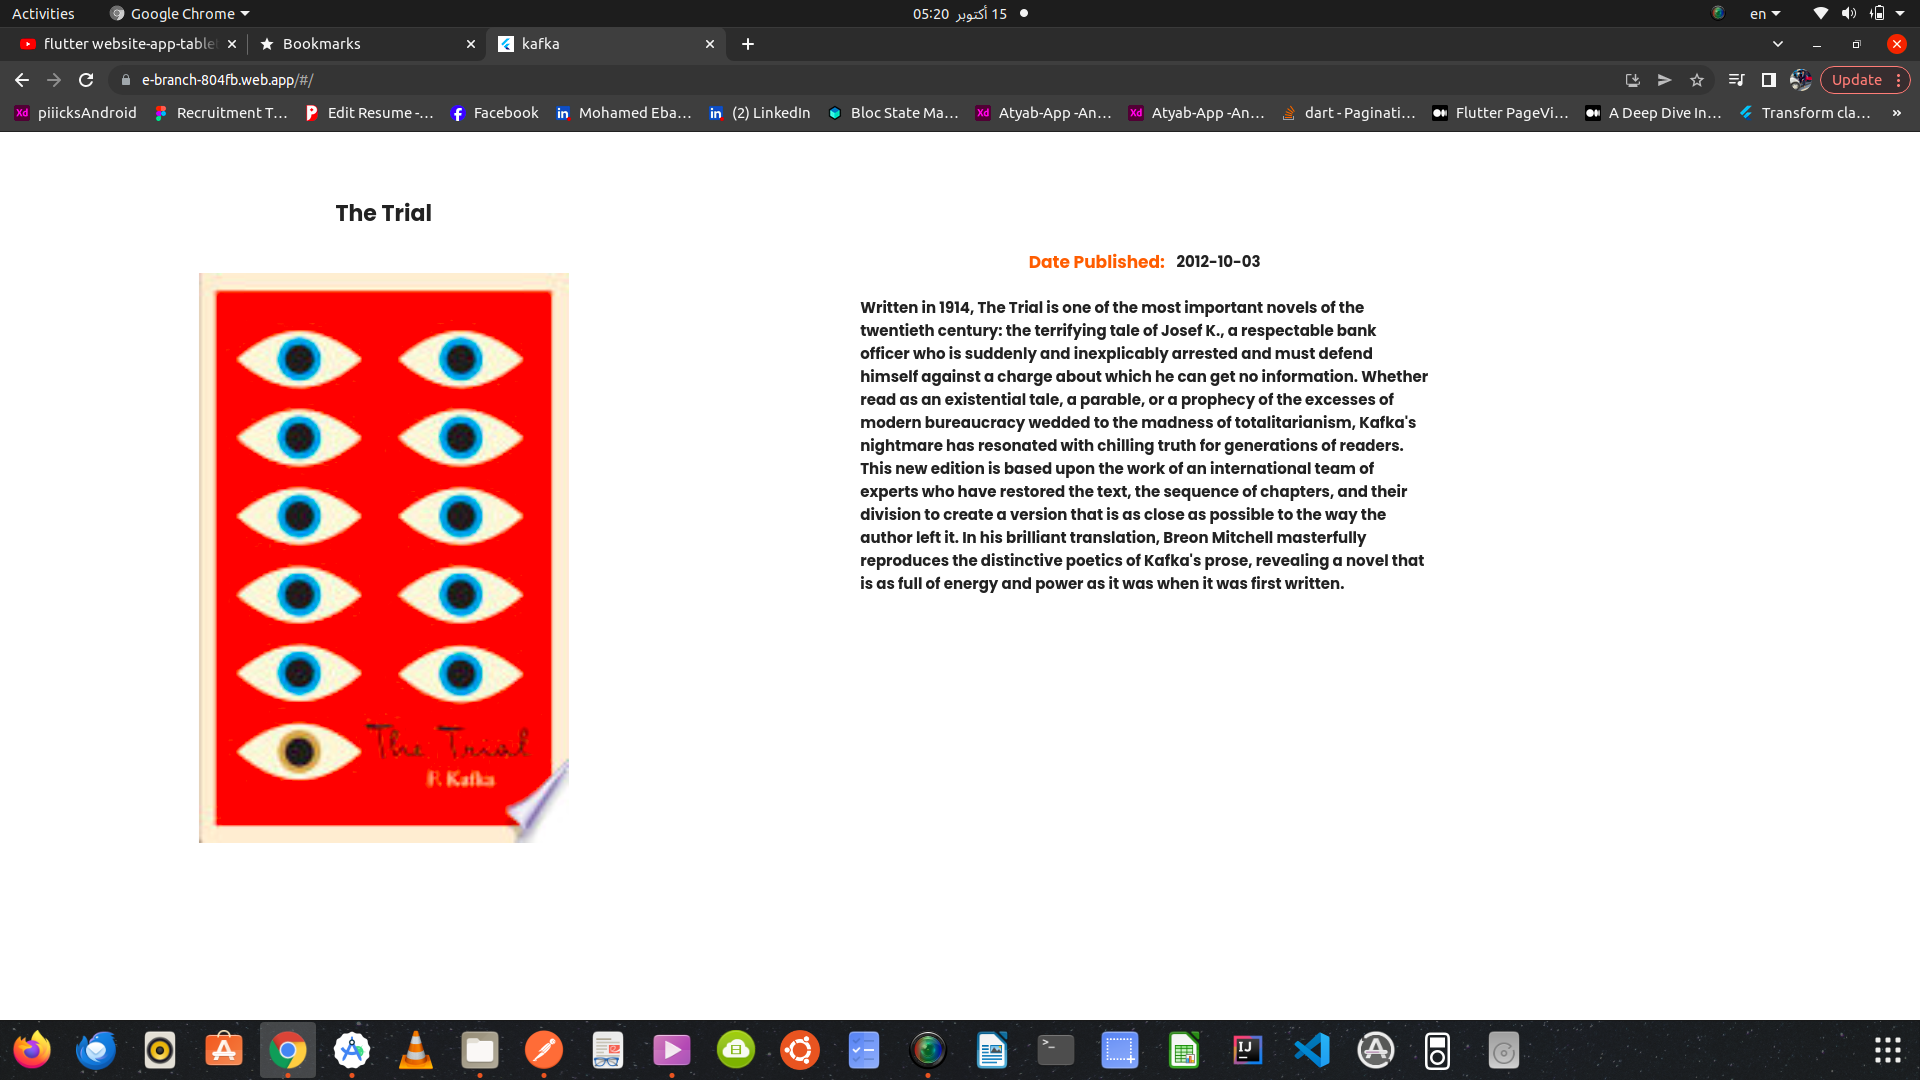 Activities
Google Chrome
15 أكتوبر 05:20
en
flutter website-app-table
Bookmarks
kafka
e-branch-804fb.web.app/#/
Update
piiicksAndroid
Recruitment T…
Edit Resume -…
Facebook
Mohamed Eba…
(2) LinkedIn
Bloc State Ma…
Atyab-App -An…
Atyab-App -An…
dart - Paginati…
Flutter PageVi…
A Deep Dive In…
Transform cla…
The Trial
The Trial
F. Kafka
Date Published: 2012-10-03
Written in 1914, The Trial is one of the most important novels of the
twentieth century: the terrifying tale of Josef K., a respectable bank
officer who is suddenly and inexplicably arrested and must defend
himself against a charge about which he can get no information. Whether
read as an existential tale, a parable, or a prophecy of the excesses of
modern bureaucracy wedded to the madness of totalitarianism, Kafka's
nightmare has resonated with chilling truth for generations of readers.
This new edition is based upon the work of an international team of
experts who have restored the text, the sequence of chapters, and their
division to create a version that is as close as possible to the way the
author left it. In his brilliant translation, Breon Mitchell masterfully
reproduces the distinctive poetics of Kafka's prose, revealing a novel that
is as full of energy and power as it was when it was first written.